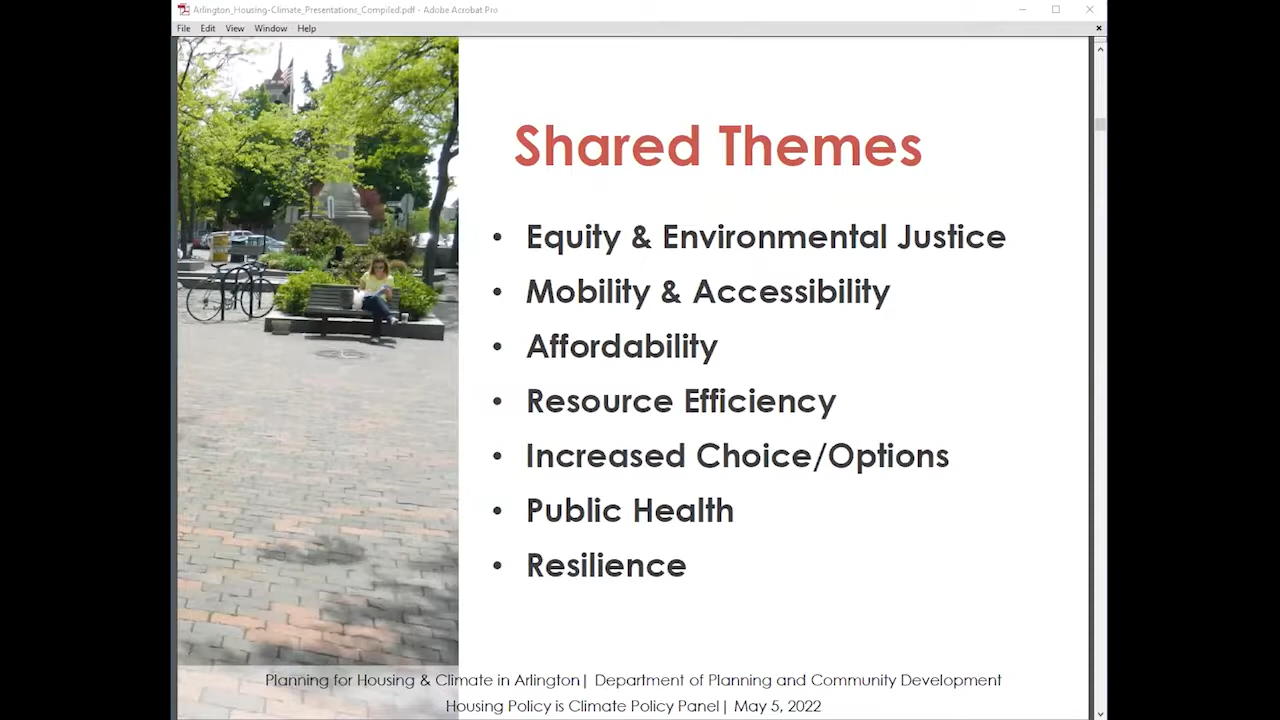 Arlington_Housing-Climate_Presentations_Compiled.pdf - Adobe Acrobat Pro
File Edit View Window Help
Shared Themes
• Equity & Environmental Justice
• Mobility & Accessibility
• Affordability
• Resource Efficiency
• Increased Choice/Options
• Public Health
• Resilience
Planning for Housing & Climate in Arlington| Department of Planning and Community Development
Housing Policy is Climate Policy Panel| May 5, 2022